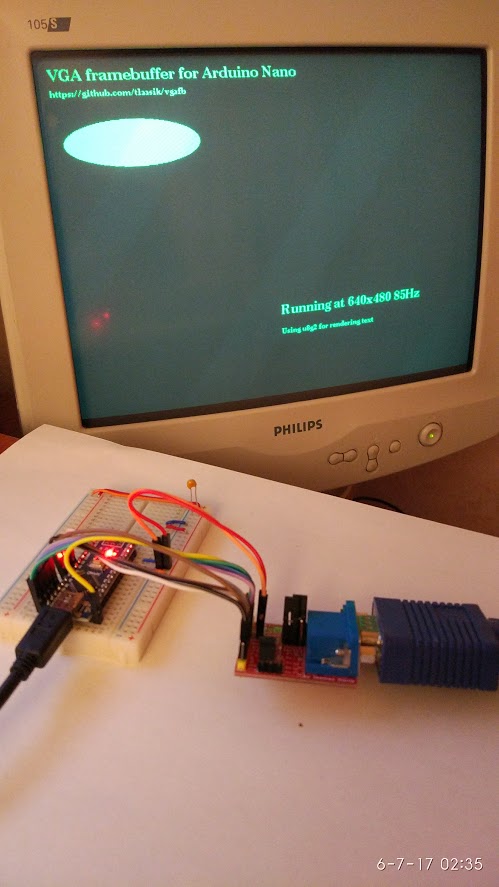 105S
VGA framebuffer for Arduino Nano
https://github.com/tlaasik/vgafb
Running at 640x480 85Hz
Using u8g2 for rendering text
PHILIPS
6-7-17 02:35